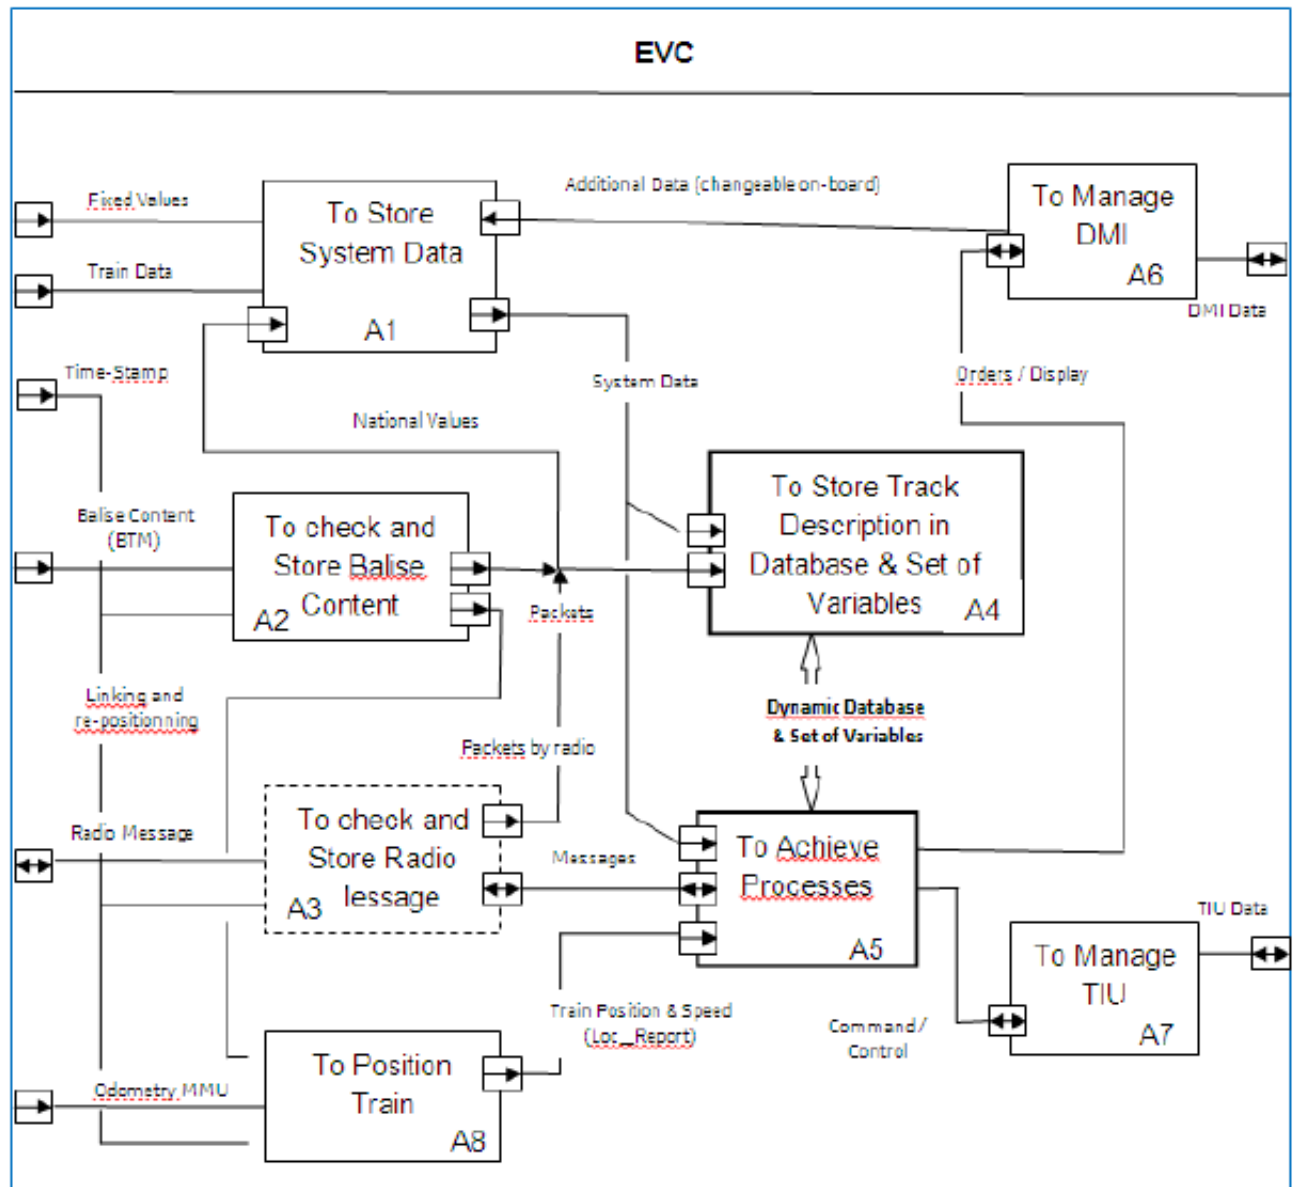 EVC
Fixed Values
Train Data
To Store
System Data
A1
Additional Data (changeable on-board)
To Manage
DMI
A6
DMI Data
Time-Stamp
National Values
System Data
Orders / Display
Balise Content
(BTM)
To check and
Store Balise
Content
A2
Packets
To Store Track
Description in
Database & Set of
Variables
A4
Linking and
re-positionning
Packets by radio
Dynamic Database
& Set of Variables
Radio Message
To check and
Store Radio
lessage
A3
Messages
To Achieve
Processes
A5
TIU Data
To Manage
TIU
A7
Train Position & Speed
(Loc_Report)
Command /
Control
Odometry MMU
To Position
Train
A8